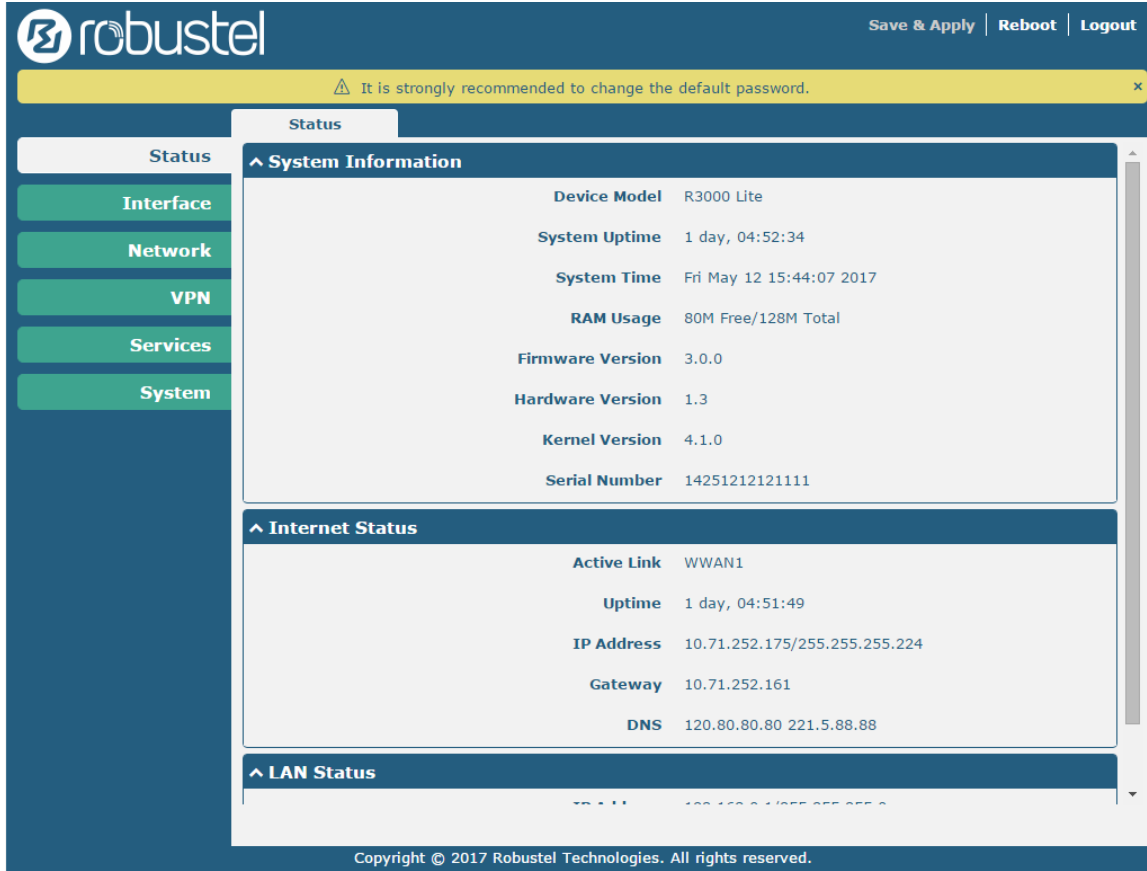 robustel
Save & Apply | Reboot | Logout
⚠ It is strongly recommended to change the default password. ×
Status
Status
Interface
Network
VPN
Services
System
System Information
Device Model R3000 Lite
System Uptime 1 day, 04:52:34
System Time Fri May 12 15:44:07 2017
RAM Usage 80M Free/128M Total
Firmware Version 3.0.0
Hardware Version 1.3
Kernel Version 4.1.0
Serial Number 14251212121111
Internet Status
Active Link WWAN1
Uptime 1 day, 04:51:49
IP Address 10.71.252.175/255.255.255.224
Gateway 10.71.252.161
DNS 120.80.80.80 221.5.88.88
LAN Status
Copyright © 2017 Robustel Technologies. All rights reserved.